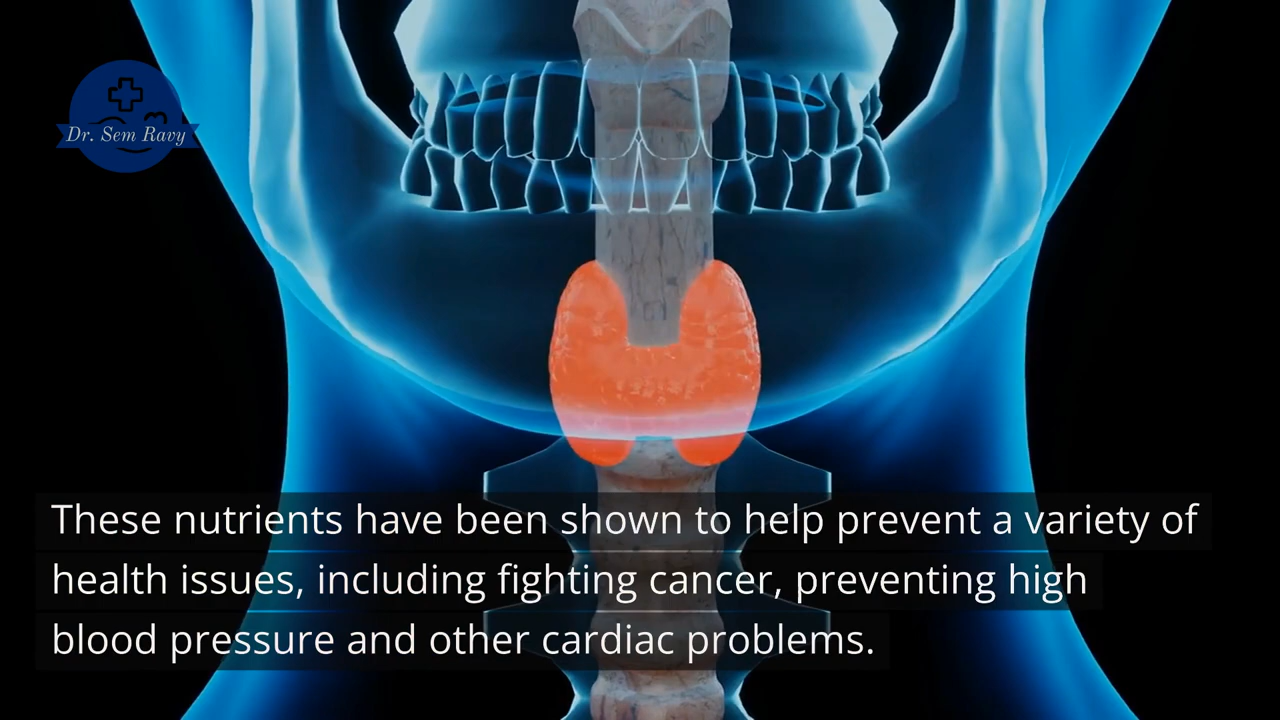 Dr. Sem Ravy
These nutrients have been shown to help prevent a variety of
health issues, including fighting cancer, preventing high
blood pressure and other cardiac problems.